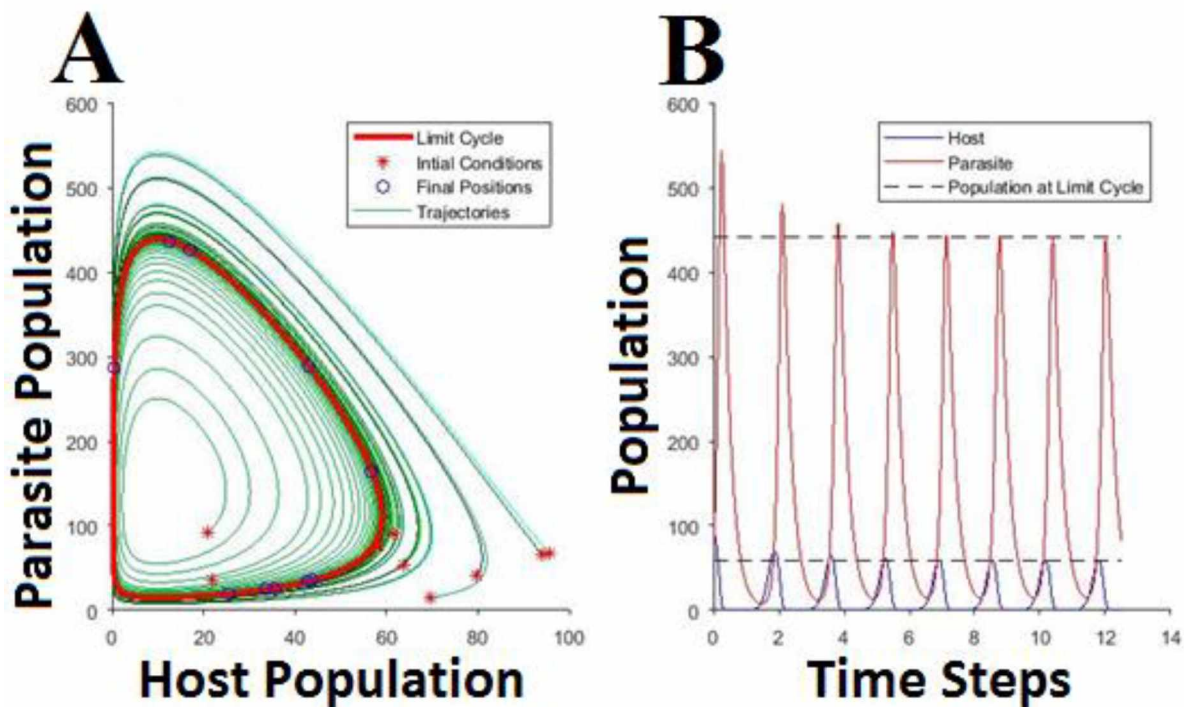 A
600
500
400
300
200
100
0
0 20 40 60 80 100
Parasite Population
Host Population
Limit Cycle
Intial Conditions
Final Positions
Trajectories
B
600
500
400
300
200
100
0
0 2 4 6 8 10 12 14
Population
Time Steps
Host
Parasite
Population at Limit Cycle